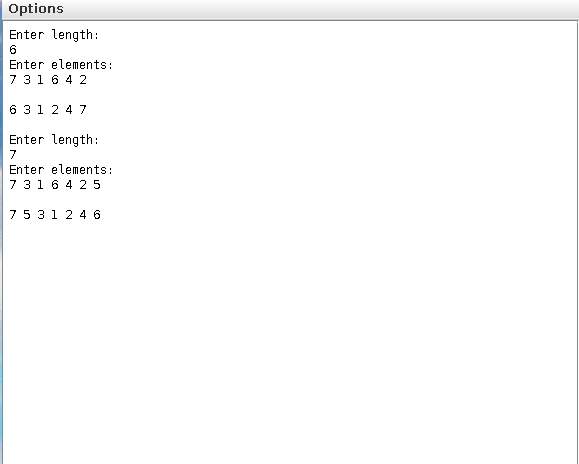 Options
Enter length:
6
Enter elements:
7 3 1 6 4 2
6 3 1 2 4 7
Enter length:
7
Enter elements:
7 3 1 6 4 2 5
7 5 3 1 2 4 6